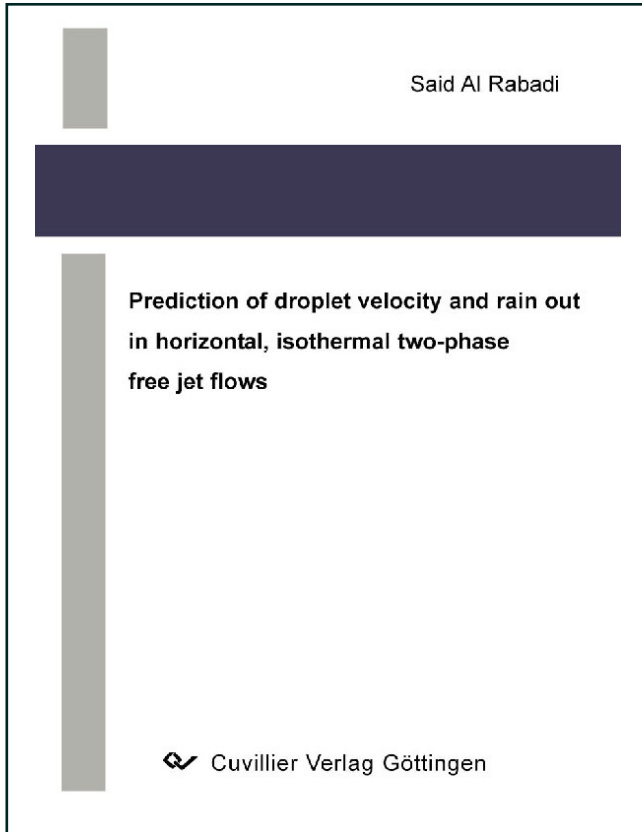 Said Al Rabadi
Prediction of droplet velocity and rain out
in horizontal, isothermal two-phase
free jet flows
Cuvillier Verlag Göttingen